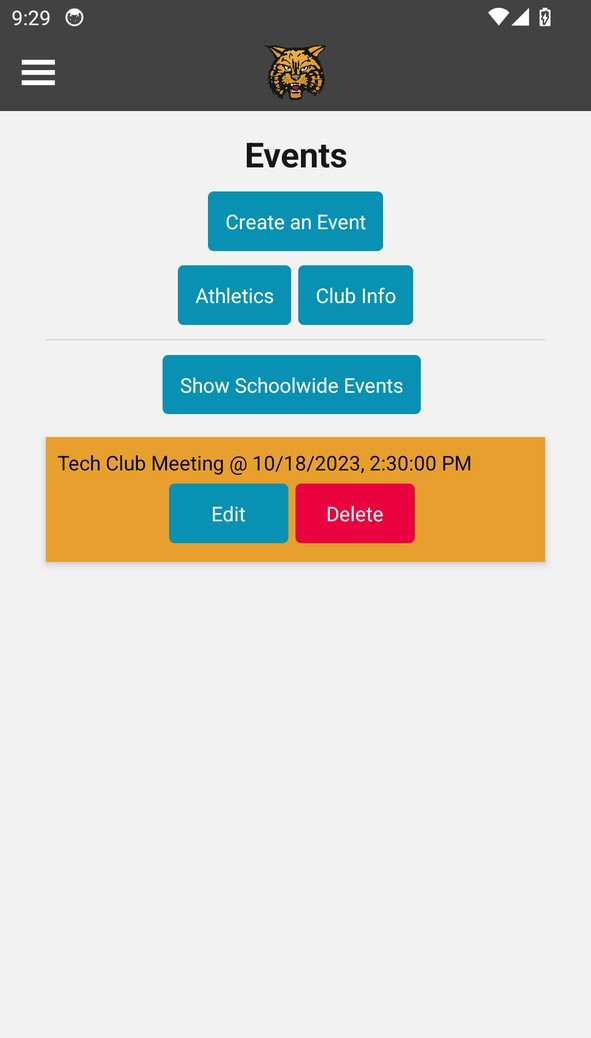 9:29
Events
Create an Event
Athletics Club Info
Show Schoolwide Events
Tech Club Meeting @ 10/18/2023, 2:30:00 PM
Edit Delete